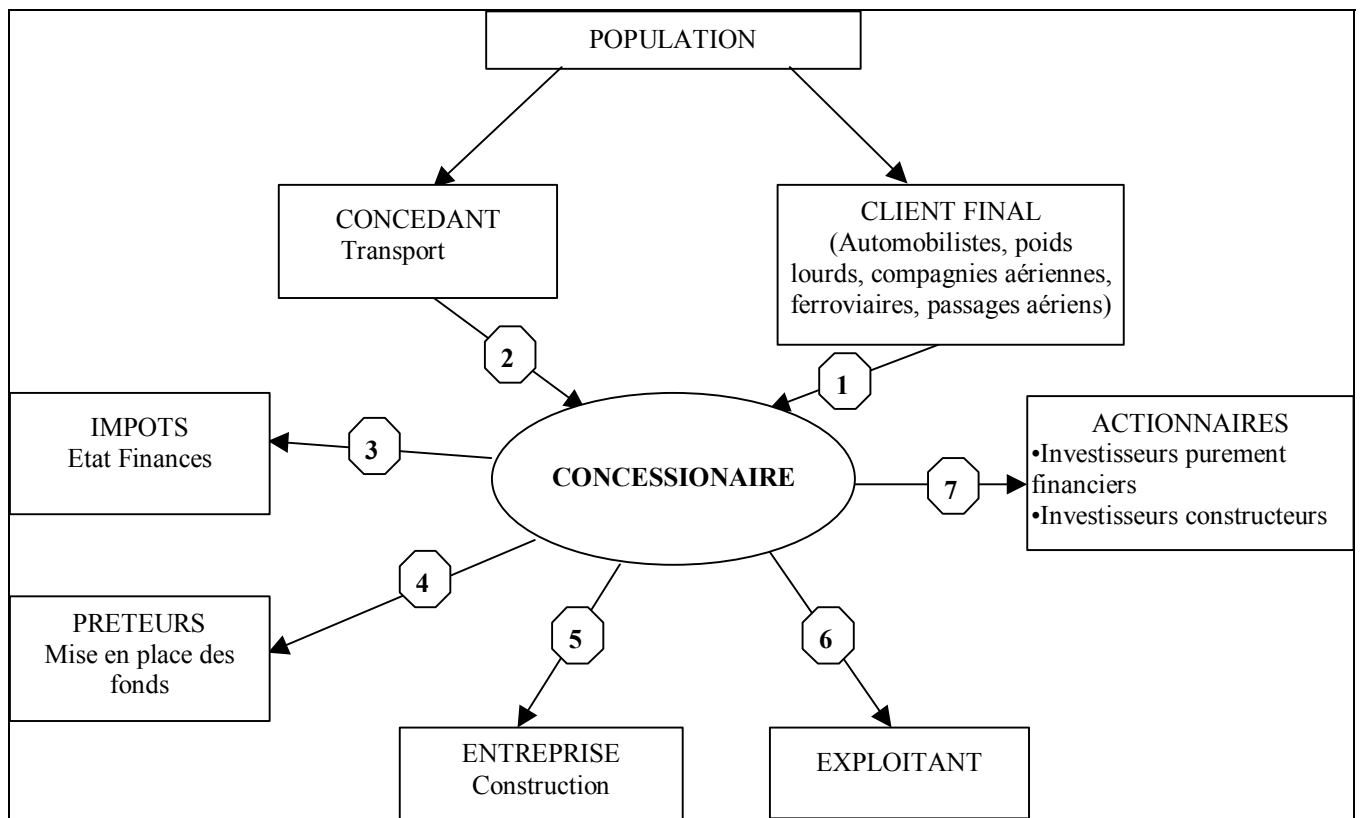 POPULATION
CONCEDANT
Transport
CLIENT FINAL
(Automobilistes, poids
lourds, compagnies aériennes,
ferroviaires, passages aériens)
2
1
IMPOTS
Etat Finances
3
CONCESSIONAIRE
7
ACTIONNAIRES
•Investisseurs purement
financiers
•Investisseurs constructeurs
4
PRETEURS
Mise en place des
fonds
5
6
ENTREPRISE
Construction
EXPLOITANT